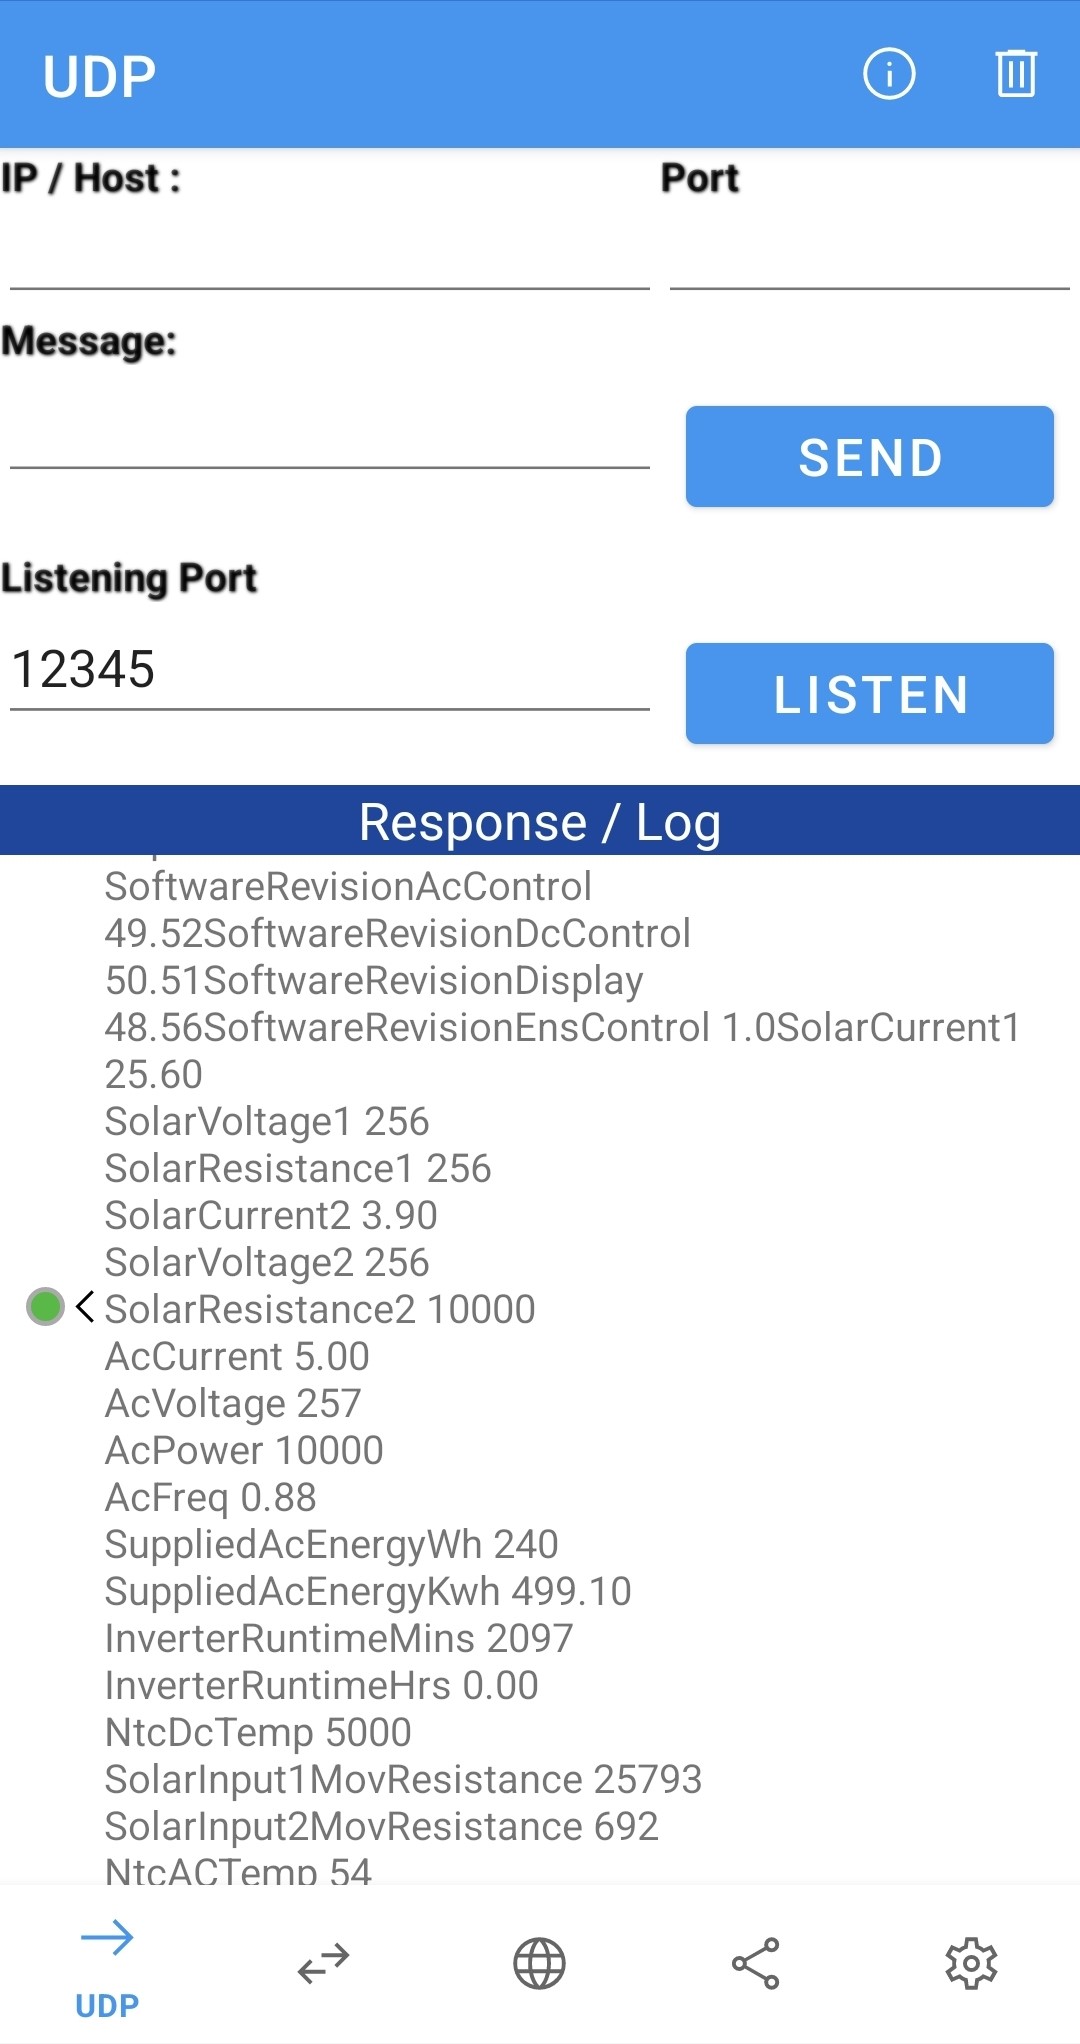 UDP
IP / Host :
Port
Message:
SEND
Listening Port
12345
LISTEN
Response / Log
SoftwareRevisionAcControl
49.52SoftwareRevisionDcControl
50.51SoftwareRevisionDisplay
48.56SoftwareRevisionEnsControl 1.0SolarCurrent1
25.60
SolarVoltage1 256
SolarResistance1 256
SolarCurrent2 3.90
SolarVoltage2 256
SolarResistance2 10000
AcCurrent 5.00
AcVoltage 257
AcPower 10000
AcFreq 0.88
SuppliedAcEnergyWh 240
SuppliedAcEnergyKwh 499.10
InverterRuntimeMins 2097
InverterRuntimeHrs 0.00
NtcDcTemp 5000
SolarInput1MovResistance 25793
SolarInput2MovResistance 692
NtcACTemp 54
UDP